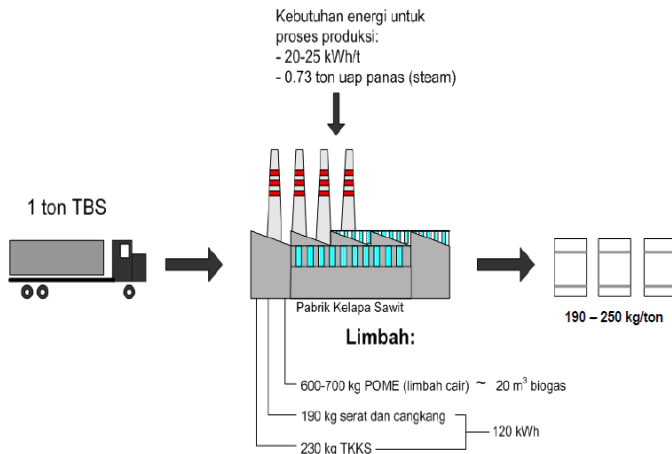 Kebutuhan energi untuk
proses produksi:
- 20-25 kWh/t
- 0.73 ton uap panas (steam)
1 ton TBS
Pabrik Kelapa Sawit
190 – 250 kg/ton
Limbah:
600-700 kg POME (limbah cair) ~ 20 m³ biogas
190 kg serat dan cangkang
120 kWh
230 kg TKKS